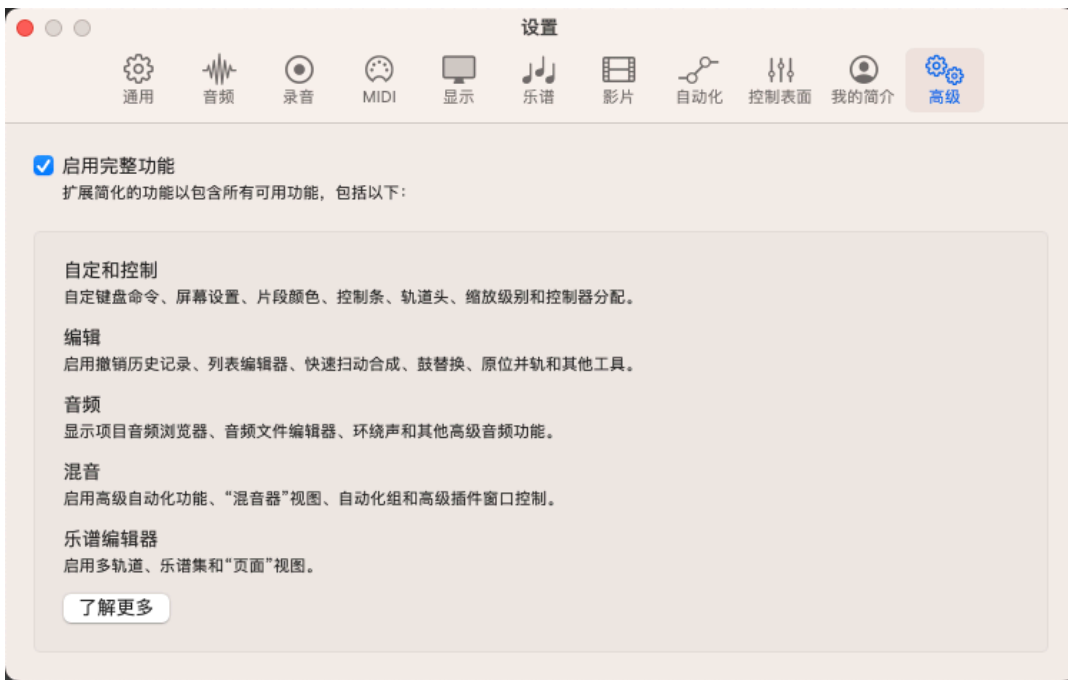 设置
通用 音频 录音 MIDI 显示 乐谱 影片 自动化 控制表面 我的简介 高级
启用完整功能
扩展简化的功能以包含所有可用功能，包括以下：
自定和控制
自定键盘命令、屏幕设置、片段颜色、控制条、轨道头、缩放级别和控制器分配。
编辑
启用撤销历史记录、列表编辑器、快速扫动合成、鼓替换、原位并轨和其他工具。
音频
显示项目音频浏览器、音频文件编辑器、环绕声和其他高级音频功能。
混音
启用高级自动化功能、“混音器”视图、自动化组和高级插件窗口控制。
乐谱编辑器
启用多轨道、乐谱集和“页面”视图。
了解更多